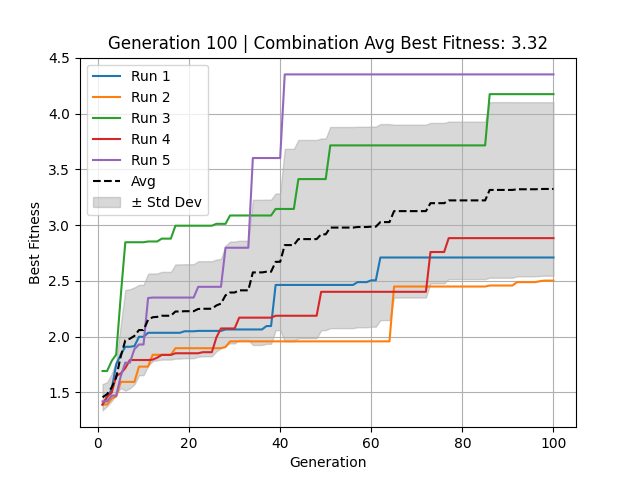 Generation 100 | Combination Avg Best Fitness: 3.32
Best Fitness
4.5
4.0
3.5
3.0
2.5
2.0
1.5
Run 1
Run 2
Run 3
Run 4
Run 5
Avg
± Std Dev
0
20
40
60
80
100
Generation